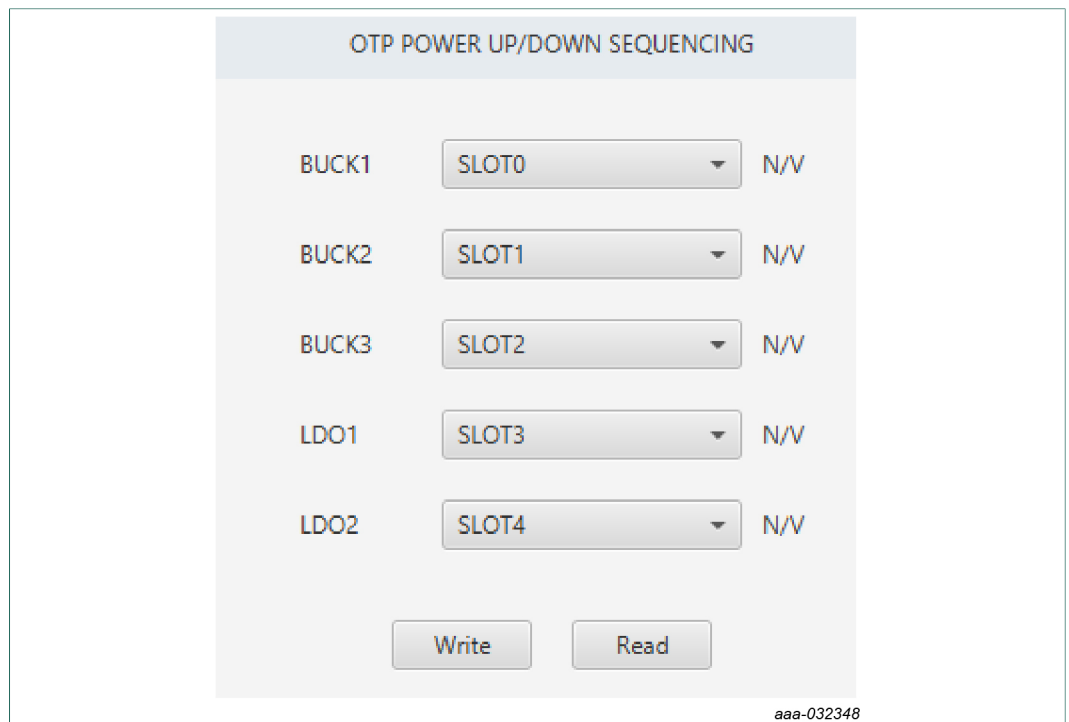 OTP POWER UP/DOWN SEQUENCING
BUCK1 SLOT0 N/V
BUCK2 SLOT1 N/V
BUCK3 SLOT2 N/V
LDO1 SLOT3 N/V
LDO2 SLOT4 N/V
Write Read
aaa-032348